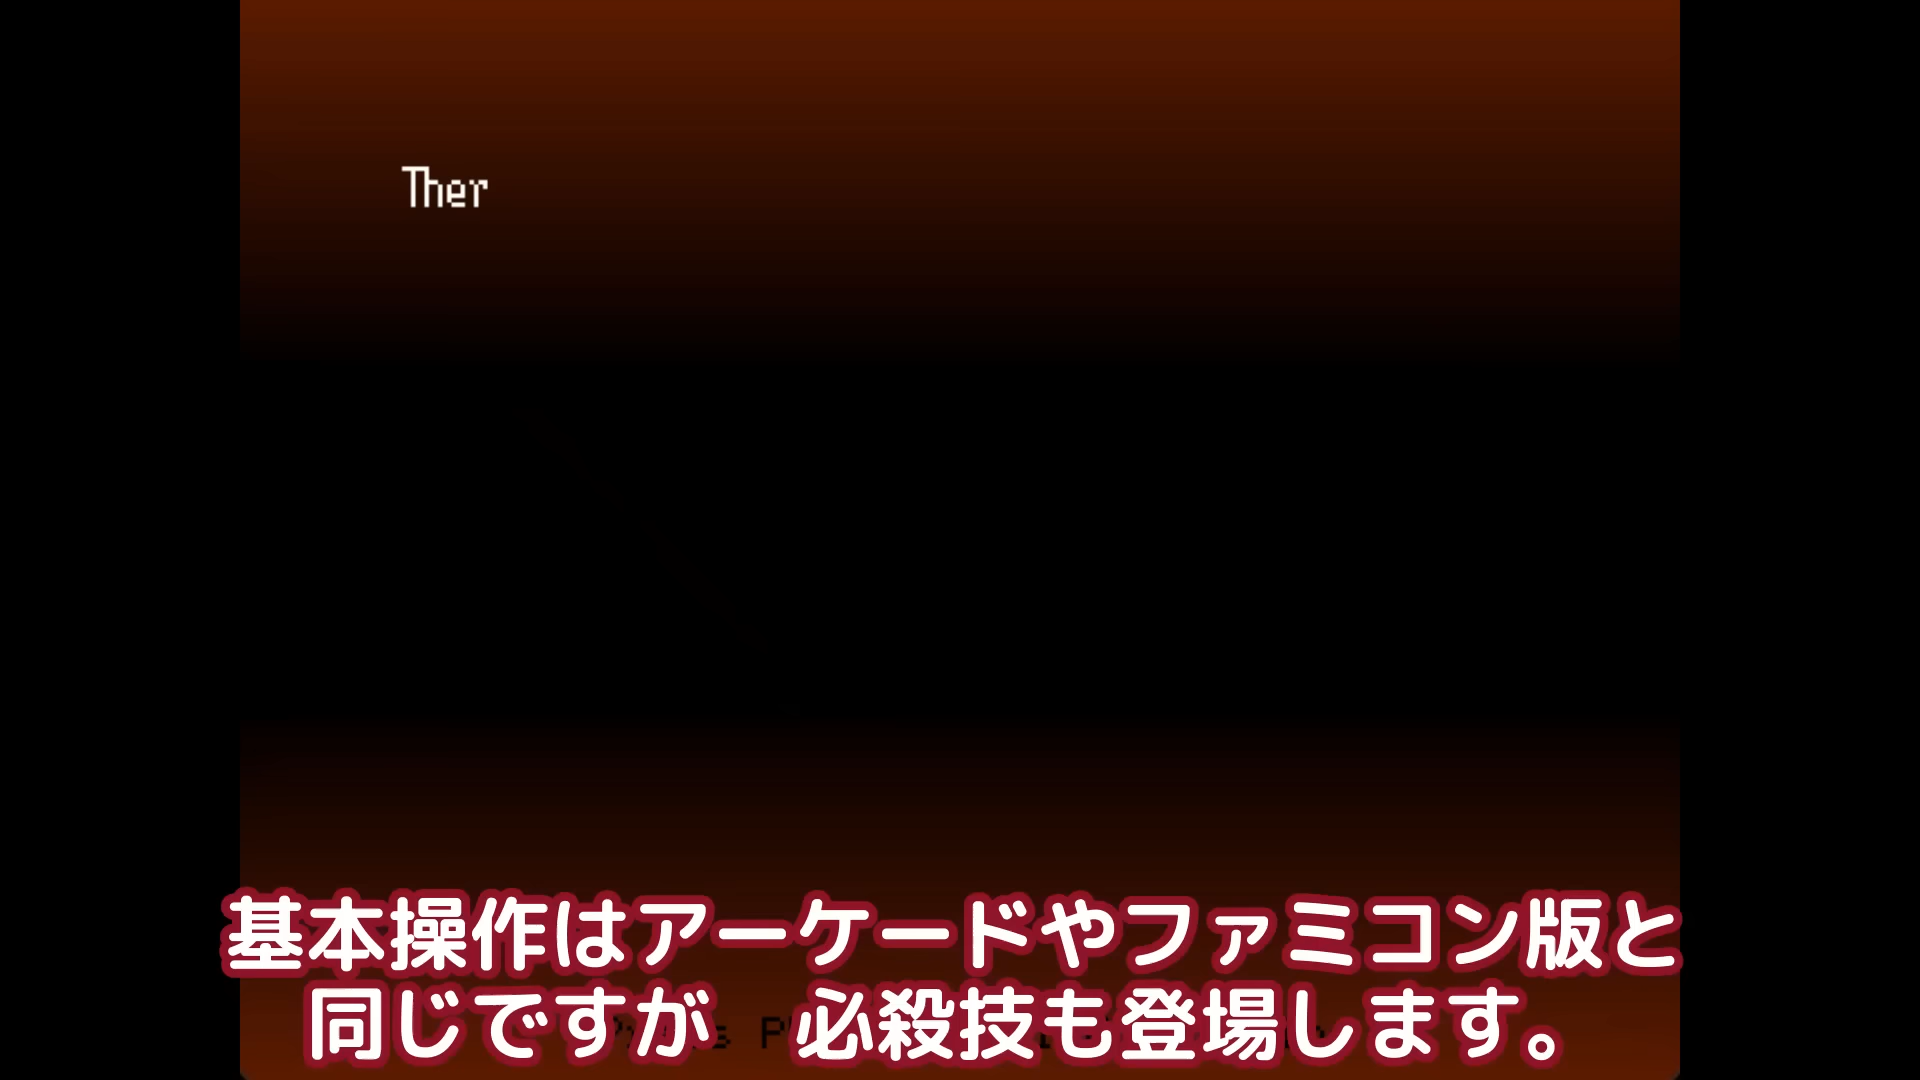 Ther
基本操作はアーケードやファミコン版と
同じですが　必殺技も登場します。